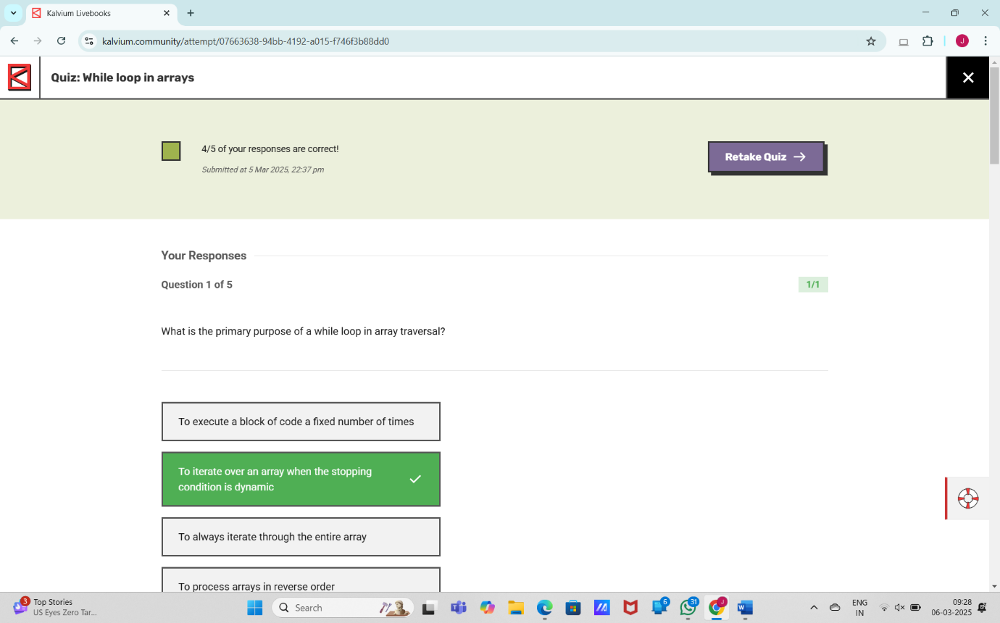 Kalvium Livebooks
kalvium.community/attempt/07663638-94bb-4192-a015-f746f3b88dd0
J
Quiz: While loop in arrays
4/5 of your responses are correct!
Submitted at 5 Mar 2025, 22:37 pm
Retake Quiz
Your Responses
Question 1 of 5
1/1
What is the primary purpose of a while loop in array traversal?
To execute a block of code a fixed number of times
To iterate over an array when the stopping
condition is dynamic
To always iterate through the entire array
To process arrays in reverse order
3
Top Stories
US Eyes Zero Tar...
Search
6
31
J
ENG
IN
09:28
06-03-2025